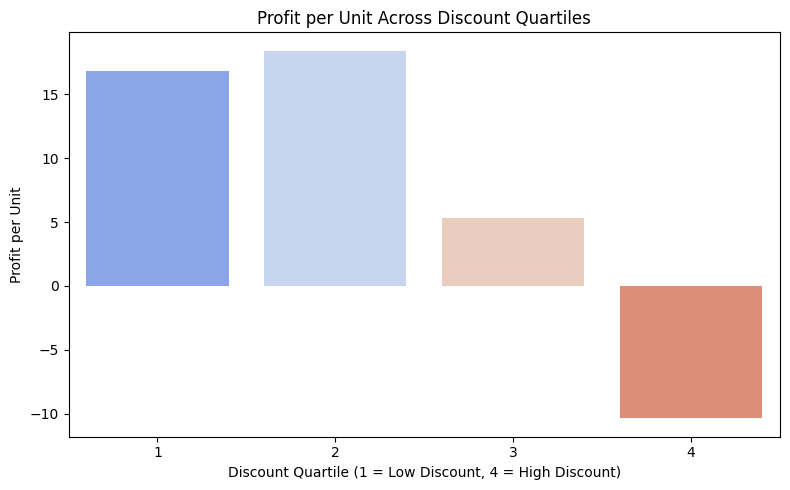 Profit per Unit Across Discount Quartiles
Profit per Unit
15
10
5
0
−5
−10
1 2 3 4
Discount Quartile (1 = Low Discount, 4 = High Discount)